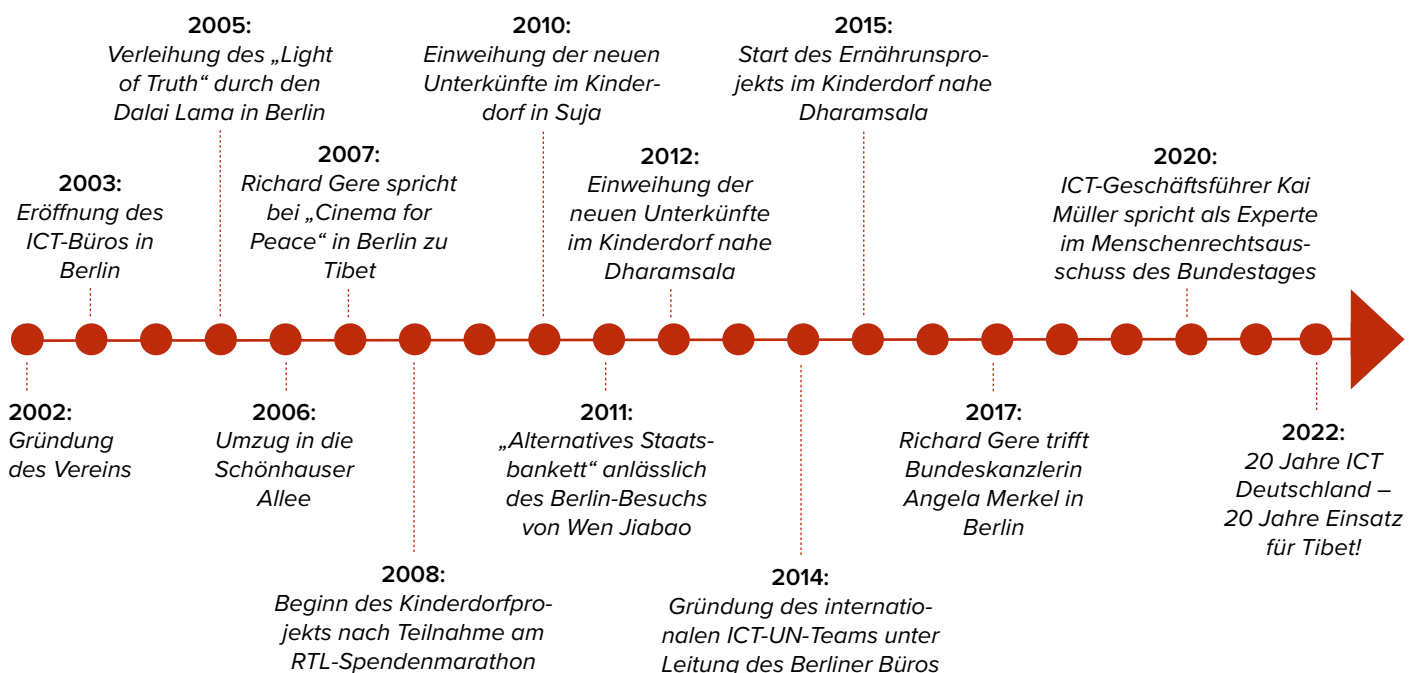 2005:
Verleihung des „Light
of Truth“ durch den
Dalai Lama in Berlin
2010:
Einweihung der neuen
Unterkünfte im Kinder-
dorf in Suja
2015:
Start des Ernährunspro-
jekts im Kinderdorf nahe
Dharamsala
2003:
Eröffnung des
ICT-Büros in
Berlin
2007:
Richard Gere spricht
bei „Cinema for
Peace“ in Berlin zu
Tibet
2012:
Einweihung der
neuen Unterkünfte
im Kinderdorf nahe
Dharamsala
2020:
ICT-Geschäftsführer Kai
Müller spricht als Experte
im Menschenrechtsaus-
schuss des Bundestages
2002:
Gründung
des Vereins
2006:
Umzug in die
Schönhauser
Allee
2011:
„Alternatives Staats-
bankett“ anlässlich
des Berlin-Besuchs
von Wen Jiabao
2017:
Richard Gere trifft
Bundeskanzlerin
Angela Merkel in
Berlin
2022:
20 Jahre ICT
Deutschland –
20 Jahre Einsatz
für Tibet!
2008:
Beginn des Kinderdorfpro-
jekts nach Teilnahme am
RTL-Spendenmarathon
2014:
Gründung des internatio-
nalen ICT-UN-Teams unter
Leitung des Berliner Büros